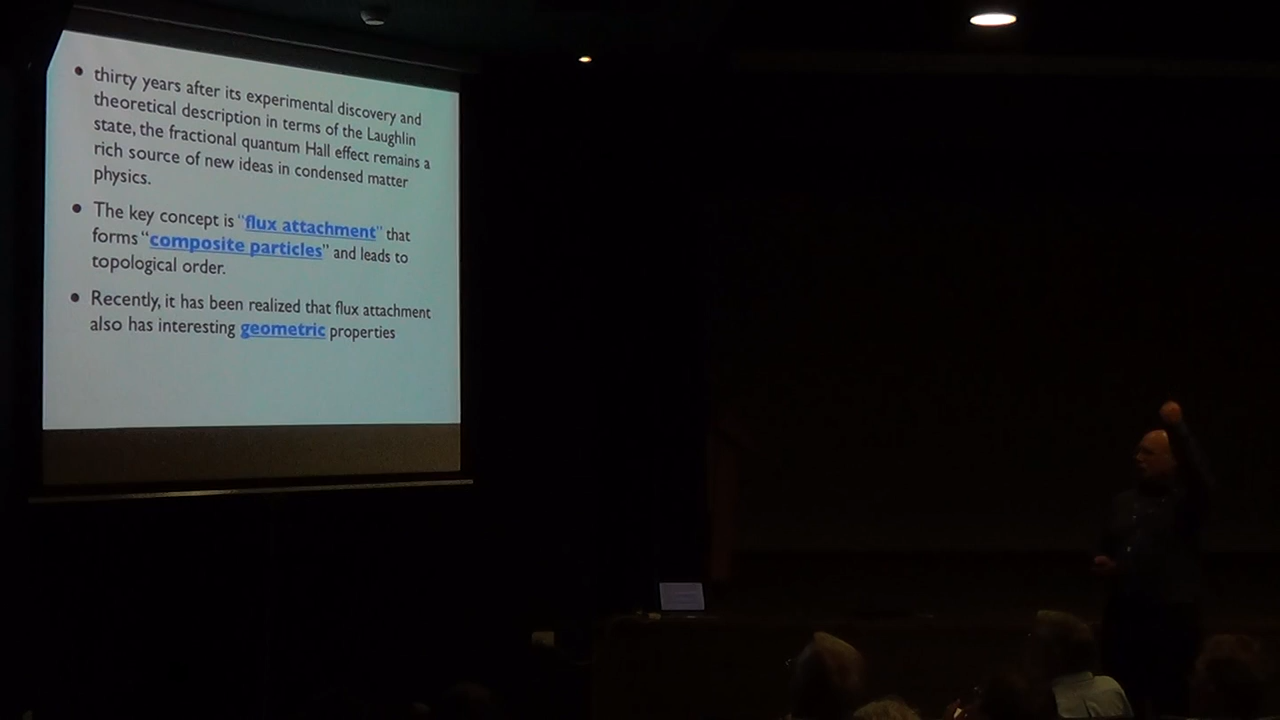 • thirty years after its experimental discovery and
theoretical description in terms of the Laughlin
state, the fractional quantum Hall effect remains a
rich source of new ideas in condensed matter
physics.
• The key concept is "flux attachment" that
forms "composite particles" and leads to
topological order.
• Recently, it has been realized that flux attachment
also has interesting geometric properties